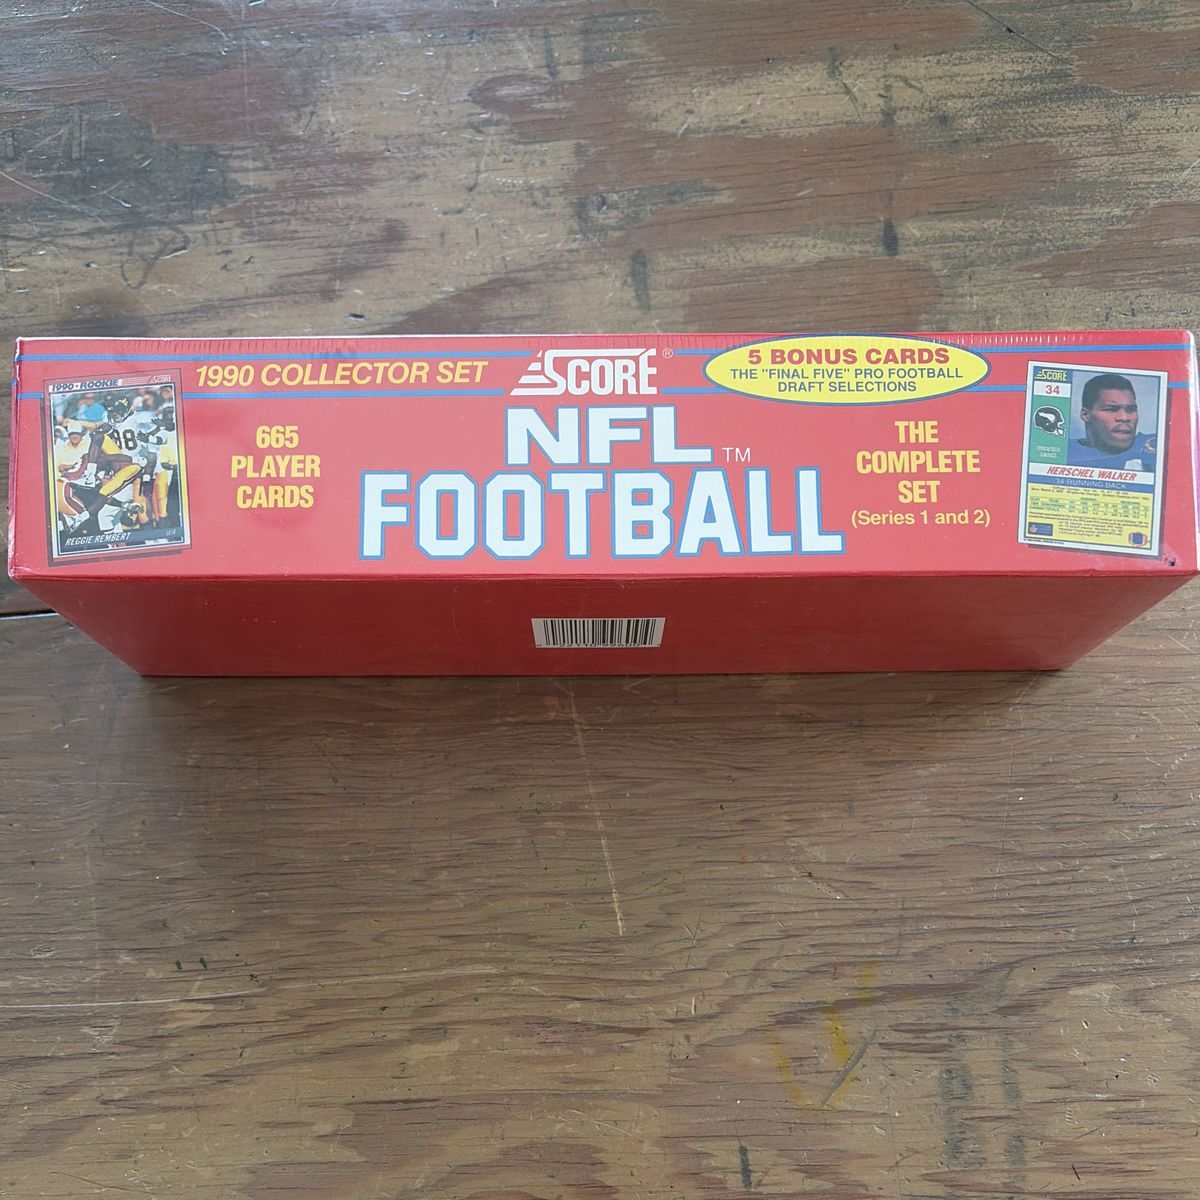 1990 COLLECTOR SET
SCORE®
5 BONUS CARDS
THE "FINAL FIVE" PRO FOOTBALL
DRAFT SELECTIONS
1990 • ROOKIE
SCORE
88
REGGIE REMBERT
665
PLAYER
CARDS
NFL TM
FOOTBALL
THE
COMPLETE
SET
(Series 1 and 2)
SCORE
34
HERSCHEL WALKER
34 RUNNING BACK